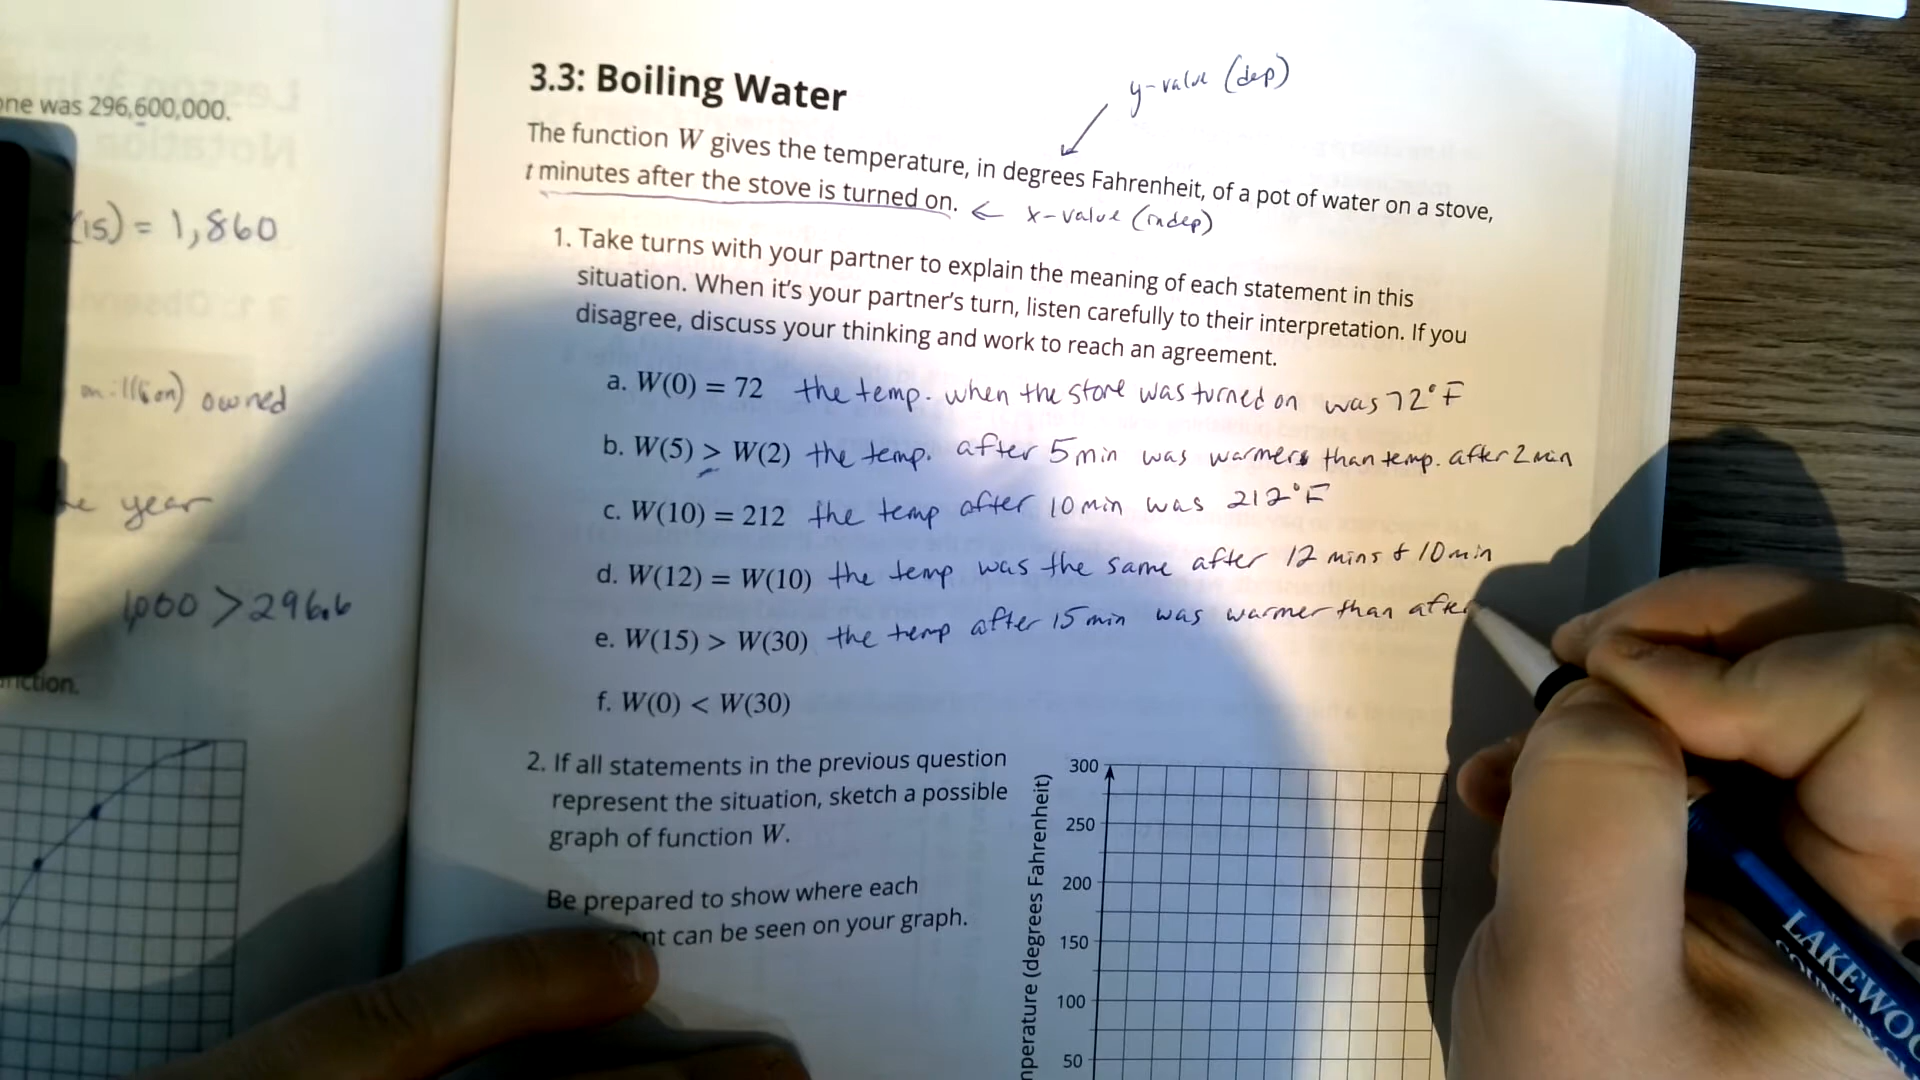 one was 296,600,000.
(15) = 1,860
million) owned
year
1,000 > 296.6
nction.
3.3: Boiling Water
y-value (dep)
The function W gives the temperature, in degrees Fahrenheit, of a pot of water on a stove,
t minutes after the stove is turned on. ← x-value (indep)
1. Take turns with your partner to explain the meaning of each statement in this
situation. When it's your partner's turn, listen carefully to their interpretation. If you
disagree, discuss your thinking and work to reach an agreement.
a. W(0) = 72 the temp. when the stove was turned on was 72°F
b. W(5) > W(2) the temp. after 5 min was warmer than temp. after 2 min
c. W(10) = 212 the temp after 10 min was 212°F
d. W(12) = W(10) the temp was the same after 12 mins & 10 min
e. W(15) > W(30) the temp after 15 min was warmer than after
f. W(0) < W(30)
2. If all statements in the previous question
represent the situation, sketch a possible
graph of function W.
Be prepared to show where each
nt can be seen on your graph.
mperature (degrees Fahrenheit)
300
250
200
150
100
50
LAKEWOO